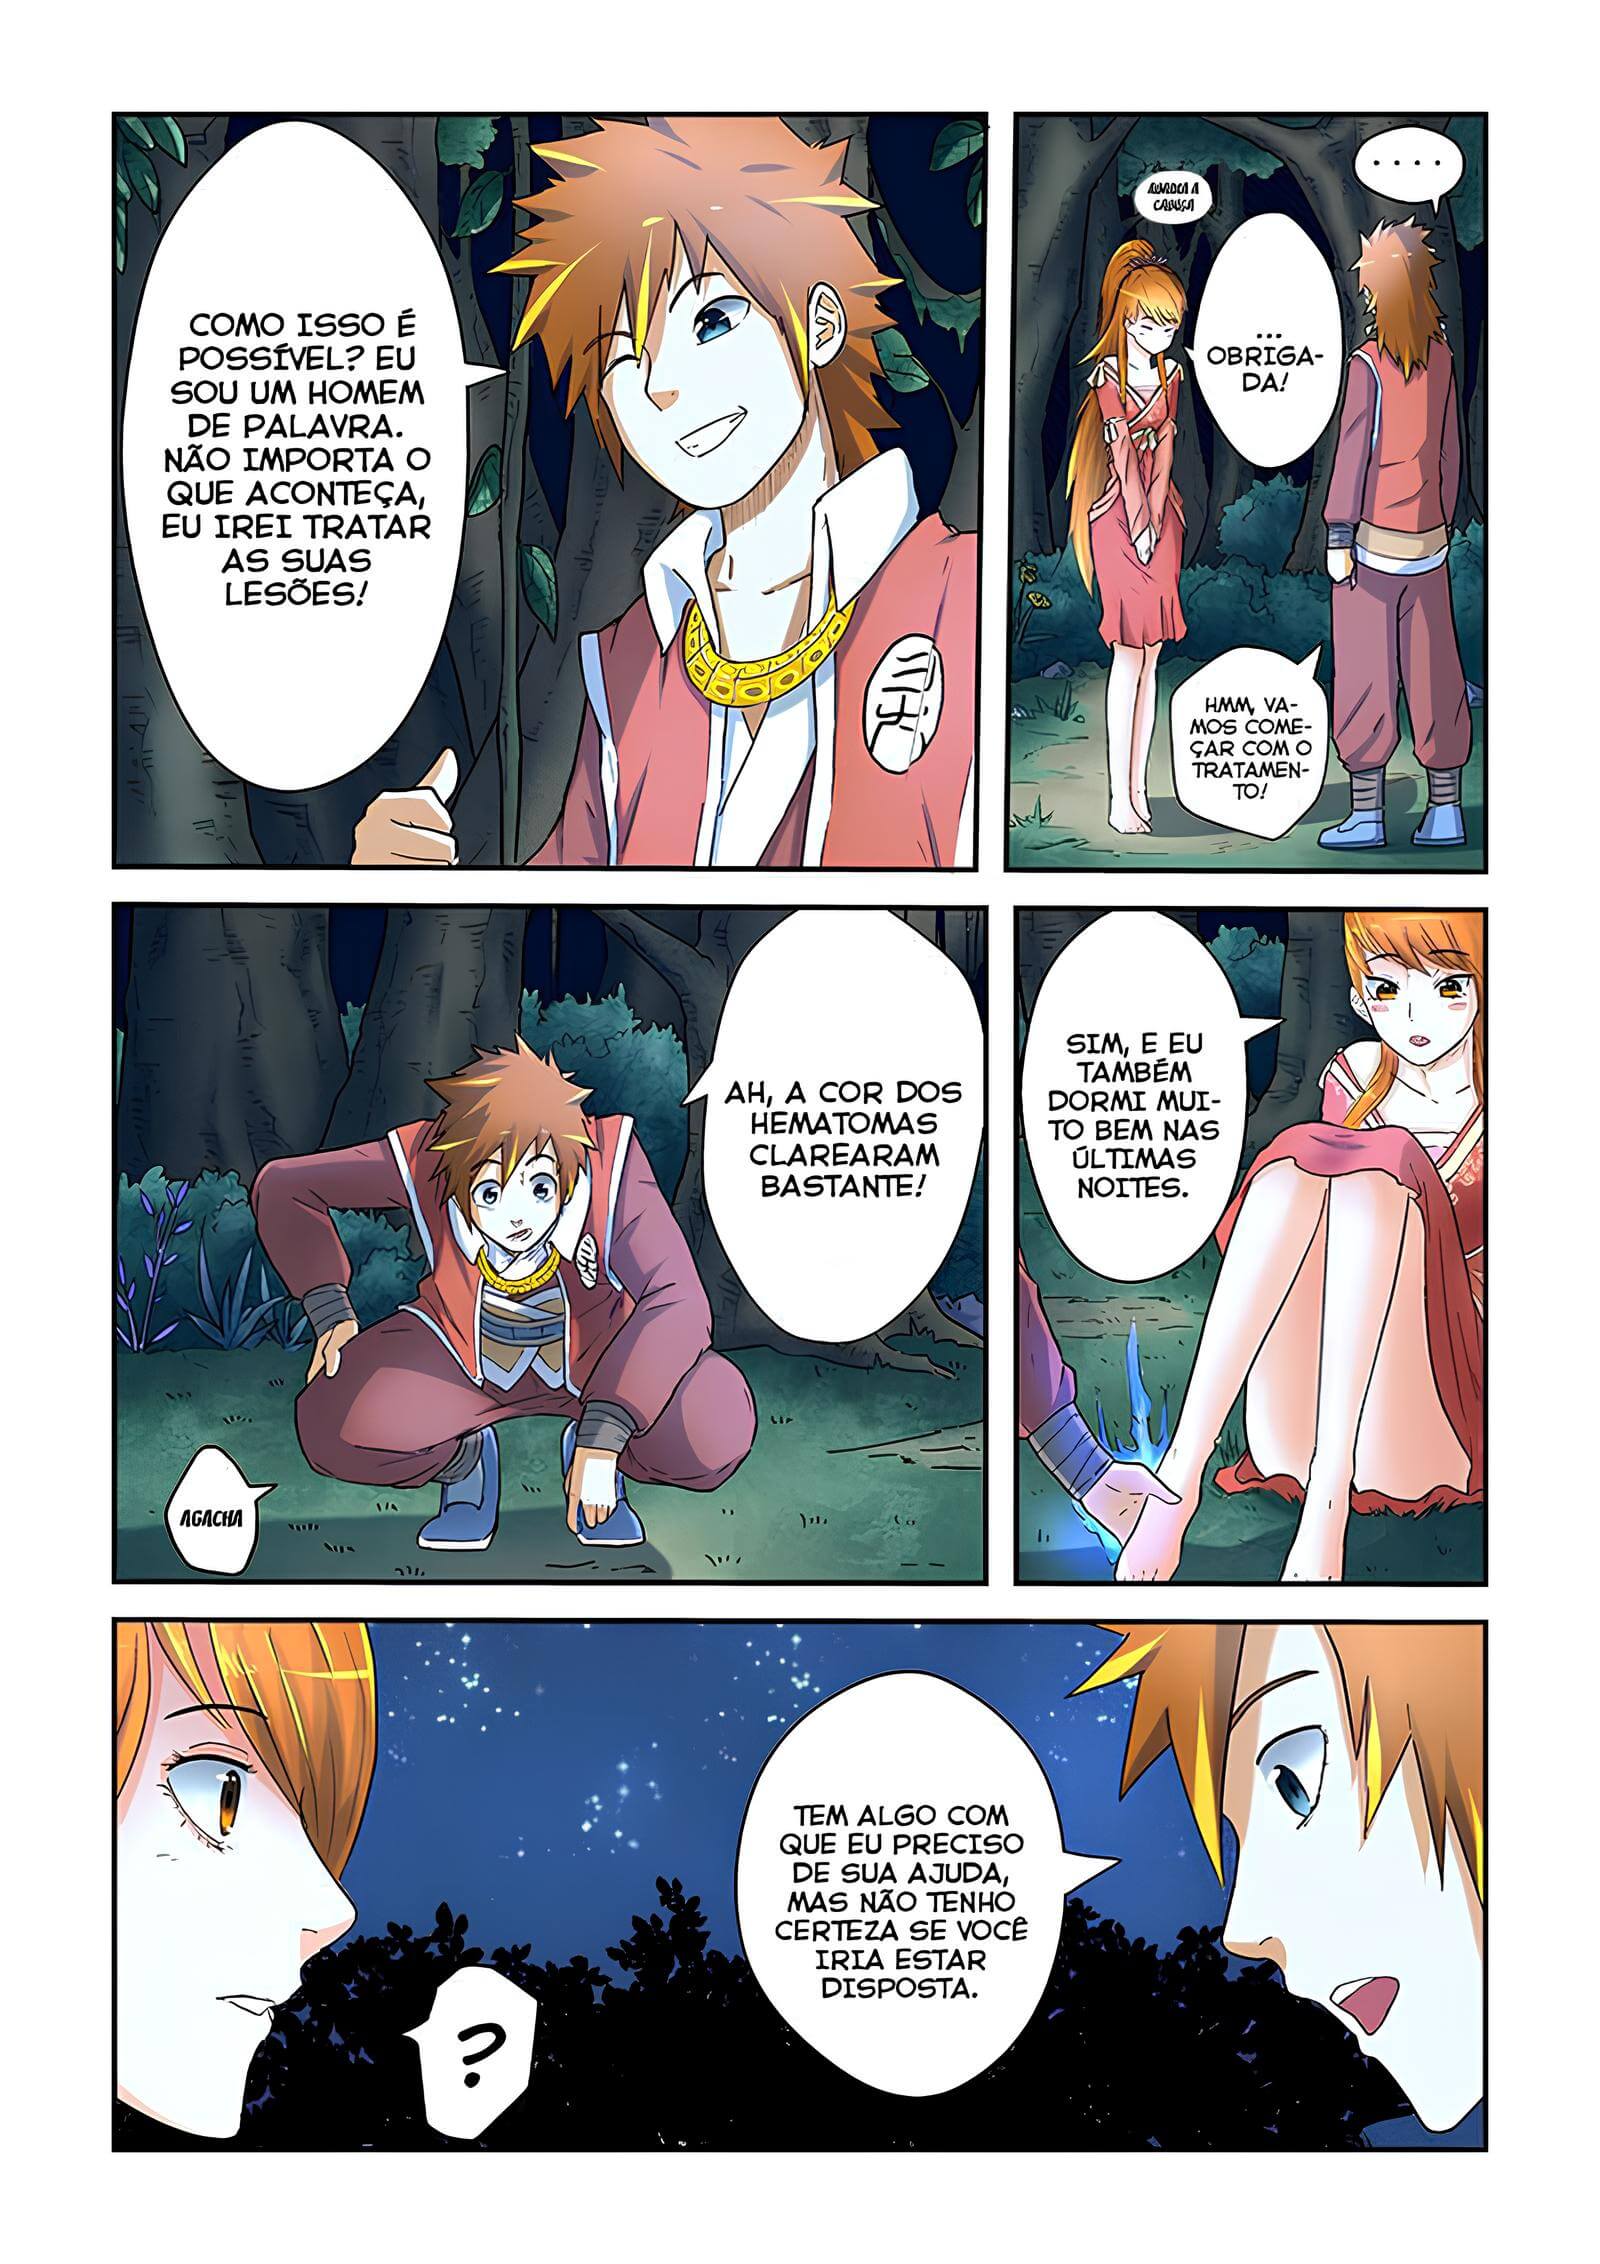 COMO ISSO É
POSSÍVEL? EU
SOU UM HOMEM
DE PALAVRA.
NÃO IMPORTA O
QUE ACONTEÇA,
EU IREI TRATAR
AS SUAS
LESÕES!
....
...
OBRIGA-
DA!
HMM, VA-
MOS COME-
ÇAR COM O
TRATAMEN-
TO!
AH, A COR DOS
HEMATOMAS
CLAREARAM
BASTANTE!
AGACHA
SIM, E EU
TAMBÉM
DORMI MUI-
TO BEM NAS
ÚLTIMAS
NOITES.
TEM ALGO COM
QUE EU PRECISO
DE SUA AJUDA,
MAS NÃO TENHO
CERTEZA SE VOCÊ
IRIA ESTAR
DISPOSTA.
?